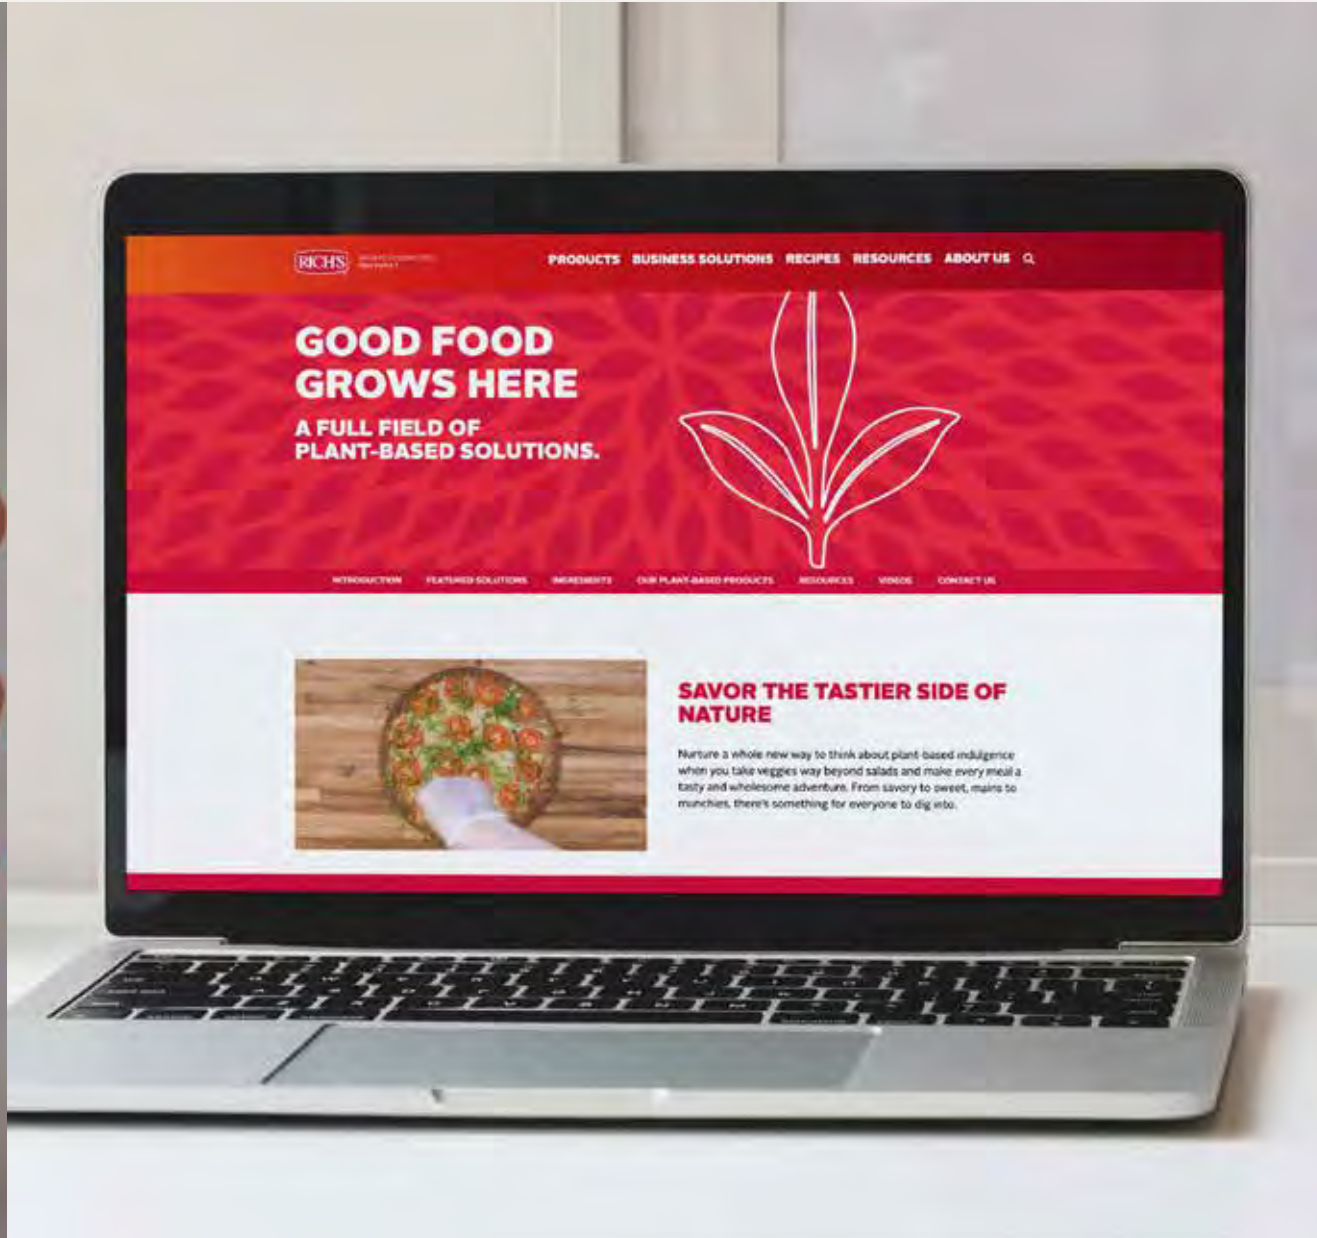 RICH'S
PRODUCTS BUSINESS SOLUTIONS RECIPES RESOURCES ABOUT US
GOOD FOOD
GROWS HERE
A FULL FIELD OF
PLANT-BASED SOLUTIONS.
INTRODUCTION FEATURED SOLUTIONS INGREDIENTS OUR PLANT-BASED PRODUCTS RESOURCES VIDEOS CONTACT US
SAVOR THE TASTIER SIDE OF
NATURE
Nurture a whole new way to think about plant-based indulgence
when you take veggies way beyond salads and make every meal a
tasty and wholesome adventure. From savory to sweet, mains to
munchies, there's something for everyone to dig into.